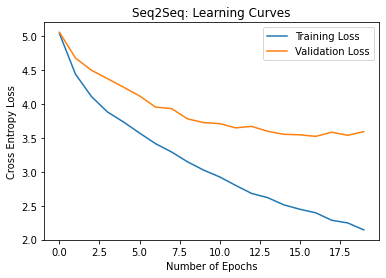 Seq2Seq: Learning Curves
Training Loss
Validation Loss
Cross Entropy Loss
5.0
4.5
4.0
3.5
3.0
2.5
2.0
0.0 2.5 5.0 7.5 10.0 12.5 15.0 17.5
Number of Epochs